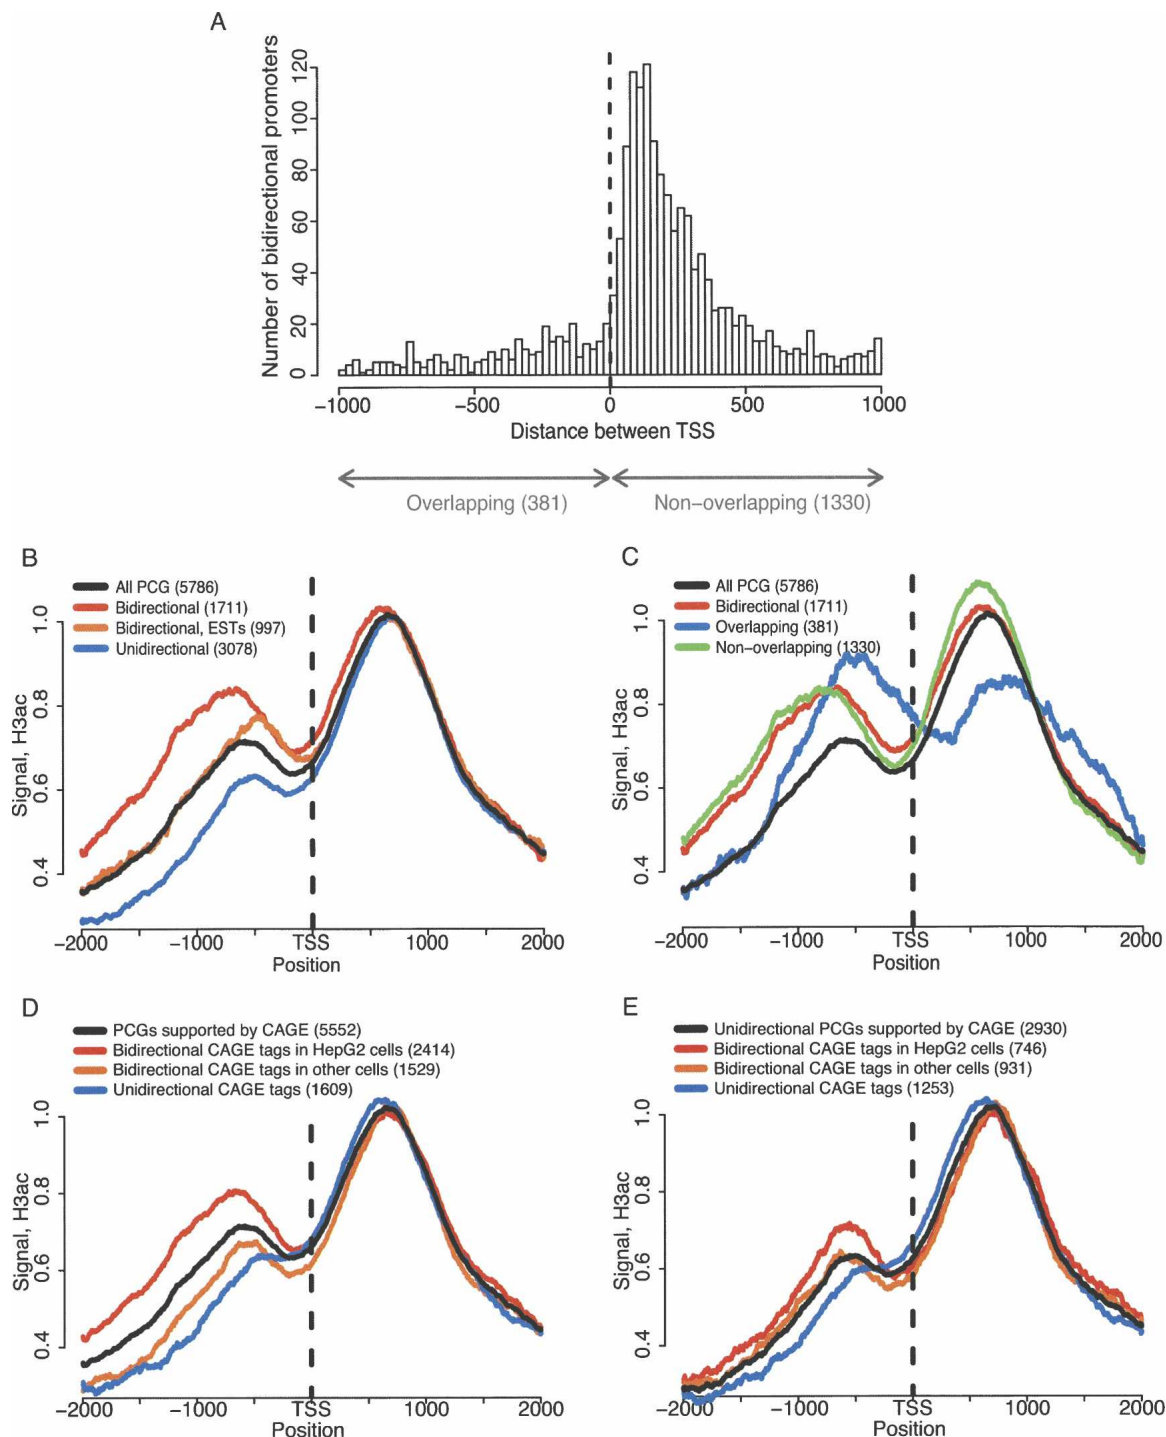 A
Number of bidirectional promoters
0 20 40 60 80 100 120
−1000 −500 0 500 1000
Distance between TSS
Overlapping (381) Non−overlapping (1330)
B
All PCG (5786)
Bidirectional (1711)
Bidirectional, ESTs (997)
Unidirectional (3078)
Signal, H3ac
0.4 0.6 0.8 1.0
−2000 −1000 TSS 1000 2000
Position
C
All PCG (5786)
Bidirectional (1711)
Overlapping (381)
Non−overlapping (1330)
Signal, H3ac
0.4 0.6 0.8 1.0
−2000 −1000 TSS 1000 2000
Position
D
PCGs supported by CAGE (5552)
Bidirectional CAGE tags in HepG2 cells (2414)
Bidirectional CAGE tags in other cells (1529)
Unidirectional CAGE tags (1609)
Signal, H3ac
0.4 0.6 0.8 1.0
−2000 −1000 TSS 1000 2000
Position
E
Unidirectional PCGs supported by CAGE (2930)
Bidirectional CAGE tags in HepG2 cells (746)
Bidirectional CAGE tags in other cells (931)
Unidirectional CAGE tags (1253)
Signal, H3ac
0.4 0.6 0.8 1.0
−2000 −1000 TSS 1000 2000
Position